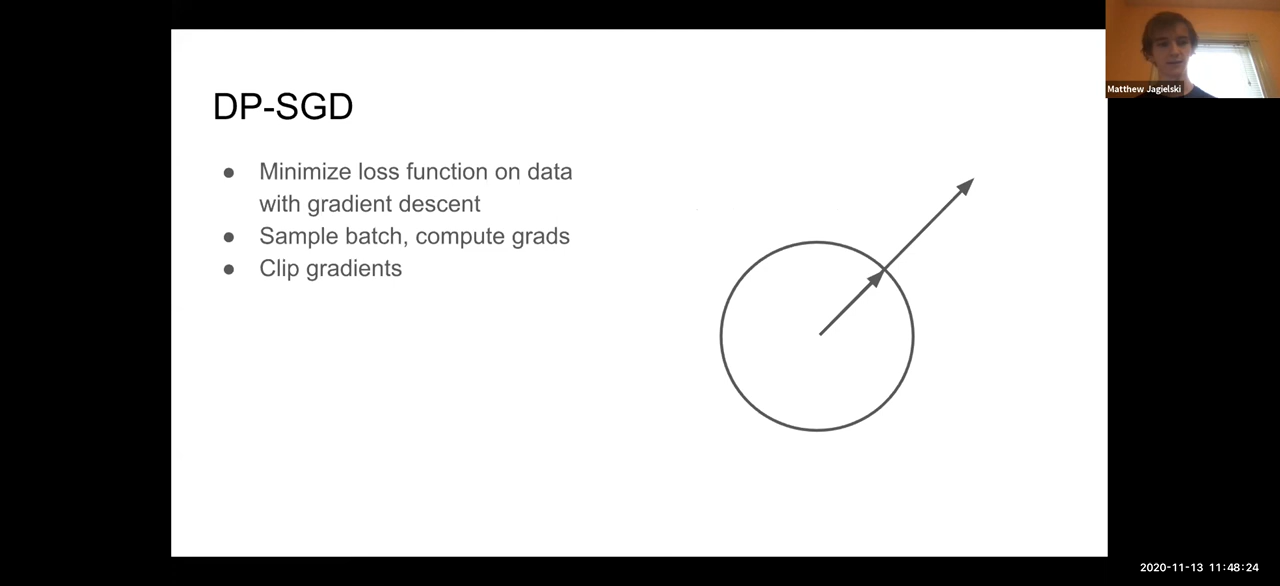 DP-SGD
● Minimize loss function on data
with gradient descent
● Sample batch, compute grads
● Clip gradients
Matthew Jagielski
2020-11-13 11:48:24